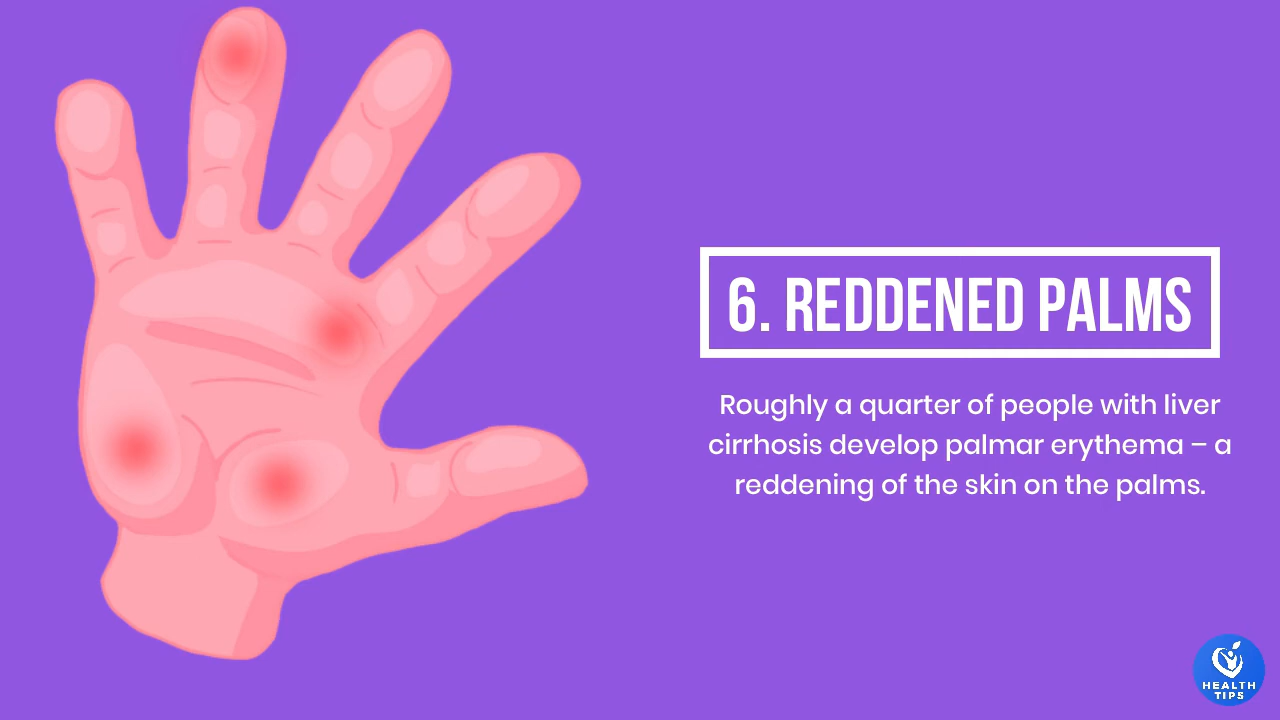 6. REDDENED PALMS
Roughly a quarter of people with liver
cirrhosis develop palmar erythema – a
reddening of the skin on the palms.
HEALTH
TIPS